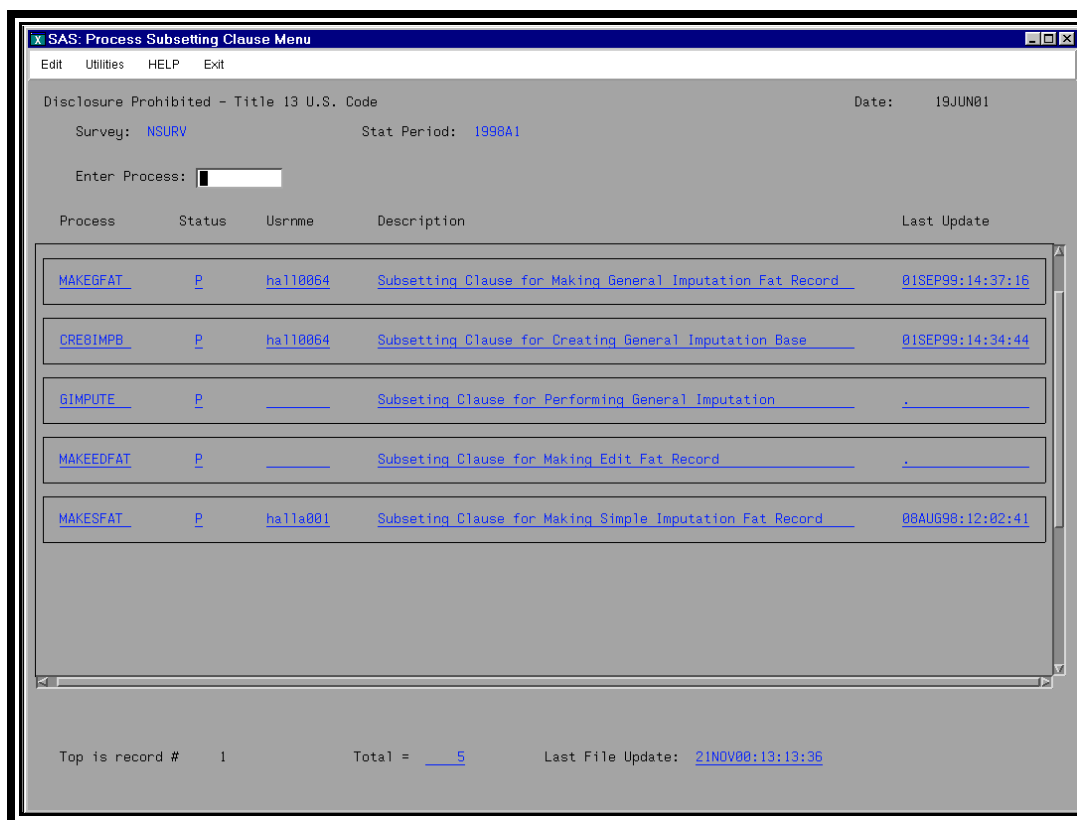 X SAS: Process Subsetting Clause Menu
Edit Utilities HELP Exit
Disclosure Prohibited - Title 13 U.S. Code Date: 19JUN01
Survey: NSURV Stat Period: 1998A1
Enter Process:
Process Status Usrnme Description Last Update
MAKEGFAT P hall0064 Subsetting Clause for Making General Imputation Fat Record 01SEP99:14:37:16
CRE8IMPB P hall0064 Subsetting Clause for Creating General Imputation Base 01SEP99:14:34:44
GIMPUTE P Subseting Clause for Performing General Imputation .
MAKEEDFAT P Subseting Clause for Making Edit Fat Record .
MAKESFAT P halla001 Subseting Clause for Making Simple Imputation Fat Record 08AUG98:12:02:41
Top is record # 1 Total = 5 Last File Update: 21NOV00:13:13:36